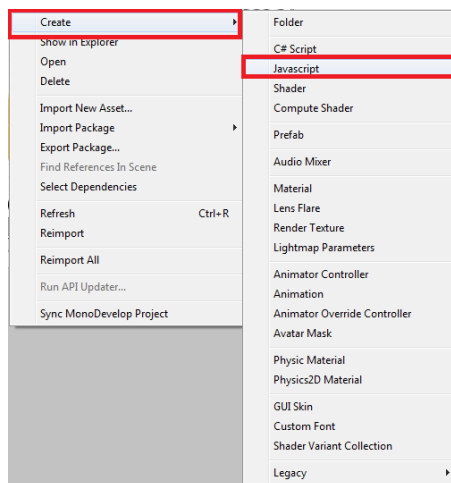 Create
Show in Explorer
Open
Delete
Import New Asset...
Import Package
Export Package...
Find References In Scene
Select Dependencies
Refresh Ctrl+R
Reimport
Reimport All
Run API Updater...
Sync MonoDevelop Project
Folder
C# Script
Javascript
Shader
Compute Shader
Prefab
Audio Mixer
Material
Lens Flare
Render Texture
Lightmap Parameters
Animator Controller
Animation
Animator Override Controller
Avatar Mask
Physic Material
Physics2D Material
GUI Skin
Custom Font
Shader Variant Collection
Legacy